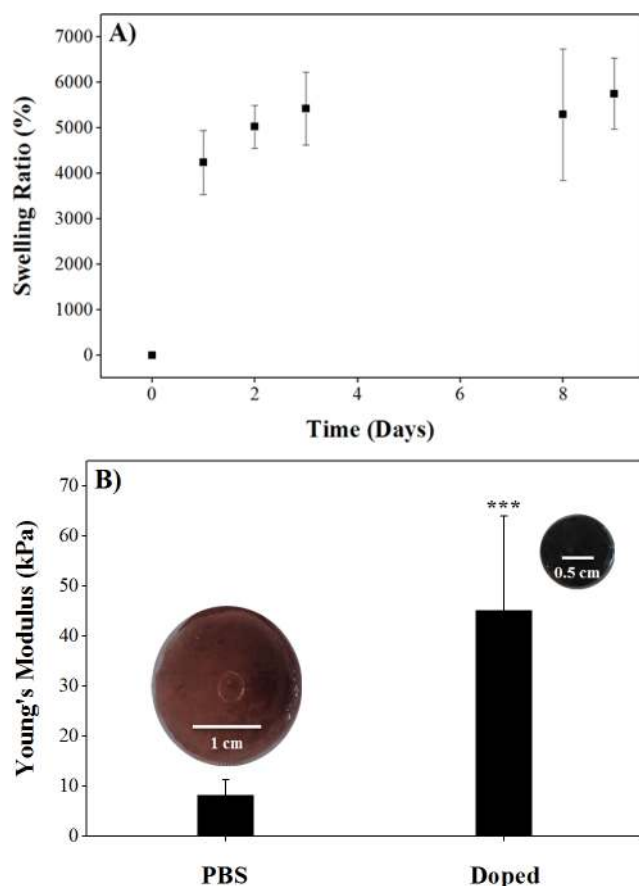 A)
7000
6000
5000
4000
3000
2000
1000
0
Swelling Ratio (%)
0 2 4 6 8
Time (Days)
B)
70
60
50
40
30
20
10
0
Young's Modulus (kPa)
***
0.5 cm
1 cm
PBS Doped